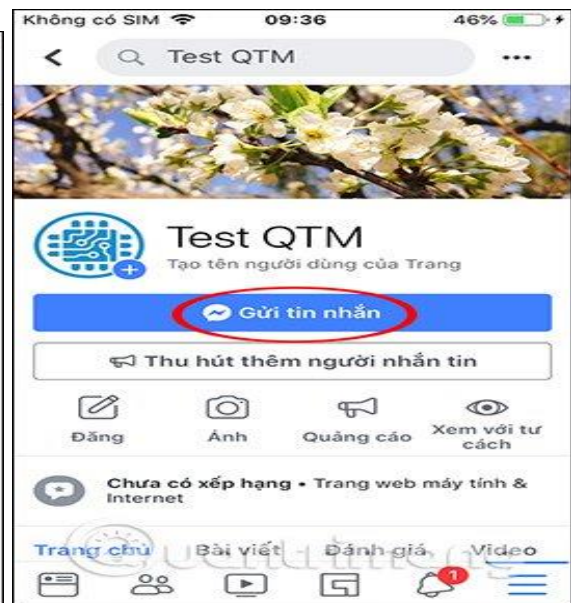 Không có SIM 09:36 46%
Test QTM
Test QTM
Tạo tên người dùng của Trang
Gửi tin nhắn
Thu hút thêm người nhắn tin
Đăng Ảnh Quảng cáo Xem với tư cách
Chưa có xếp hạng • Trang web máy tính & Internet
Trang chủ Bài viết Đánh giá Video
Quantrimang
1